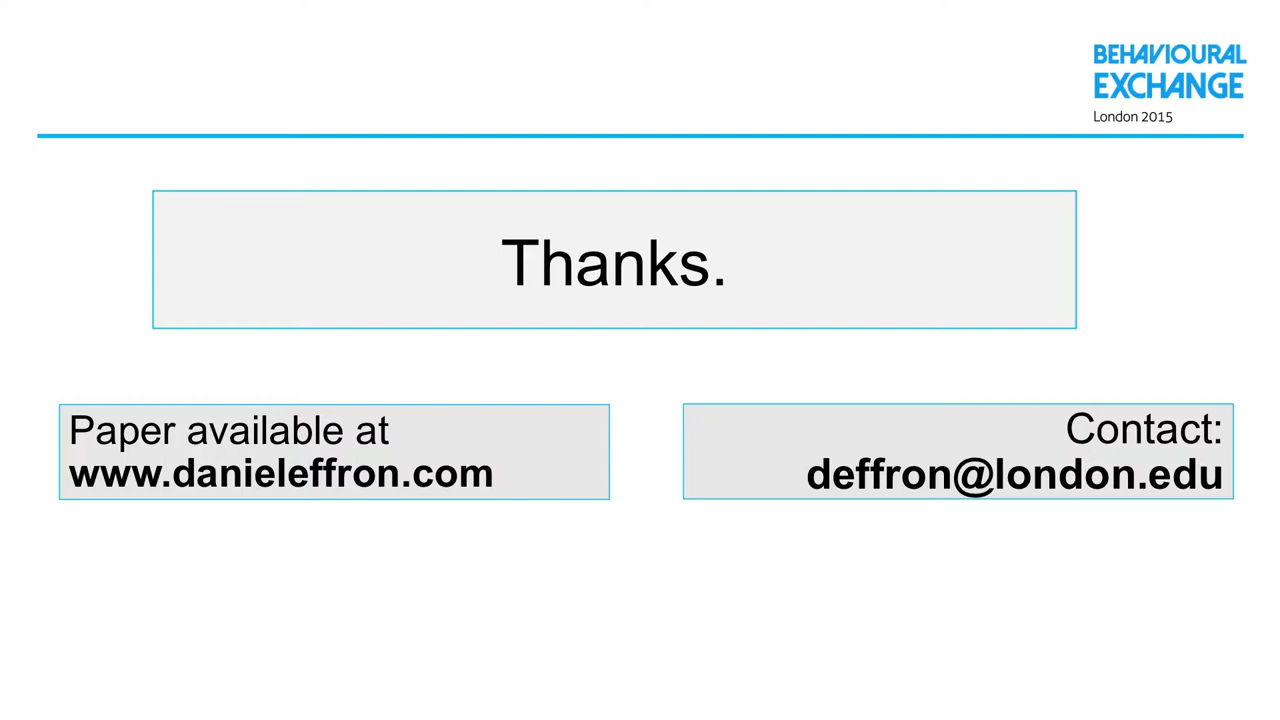 BEHAVIOURAL
EXCHANGE
London 2015
Thanks.
Paper available at
www.danieleffron.com
Contact:
deffron@london.edu